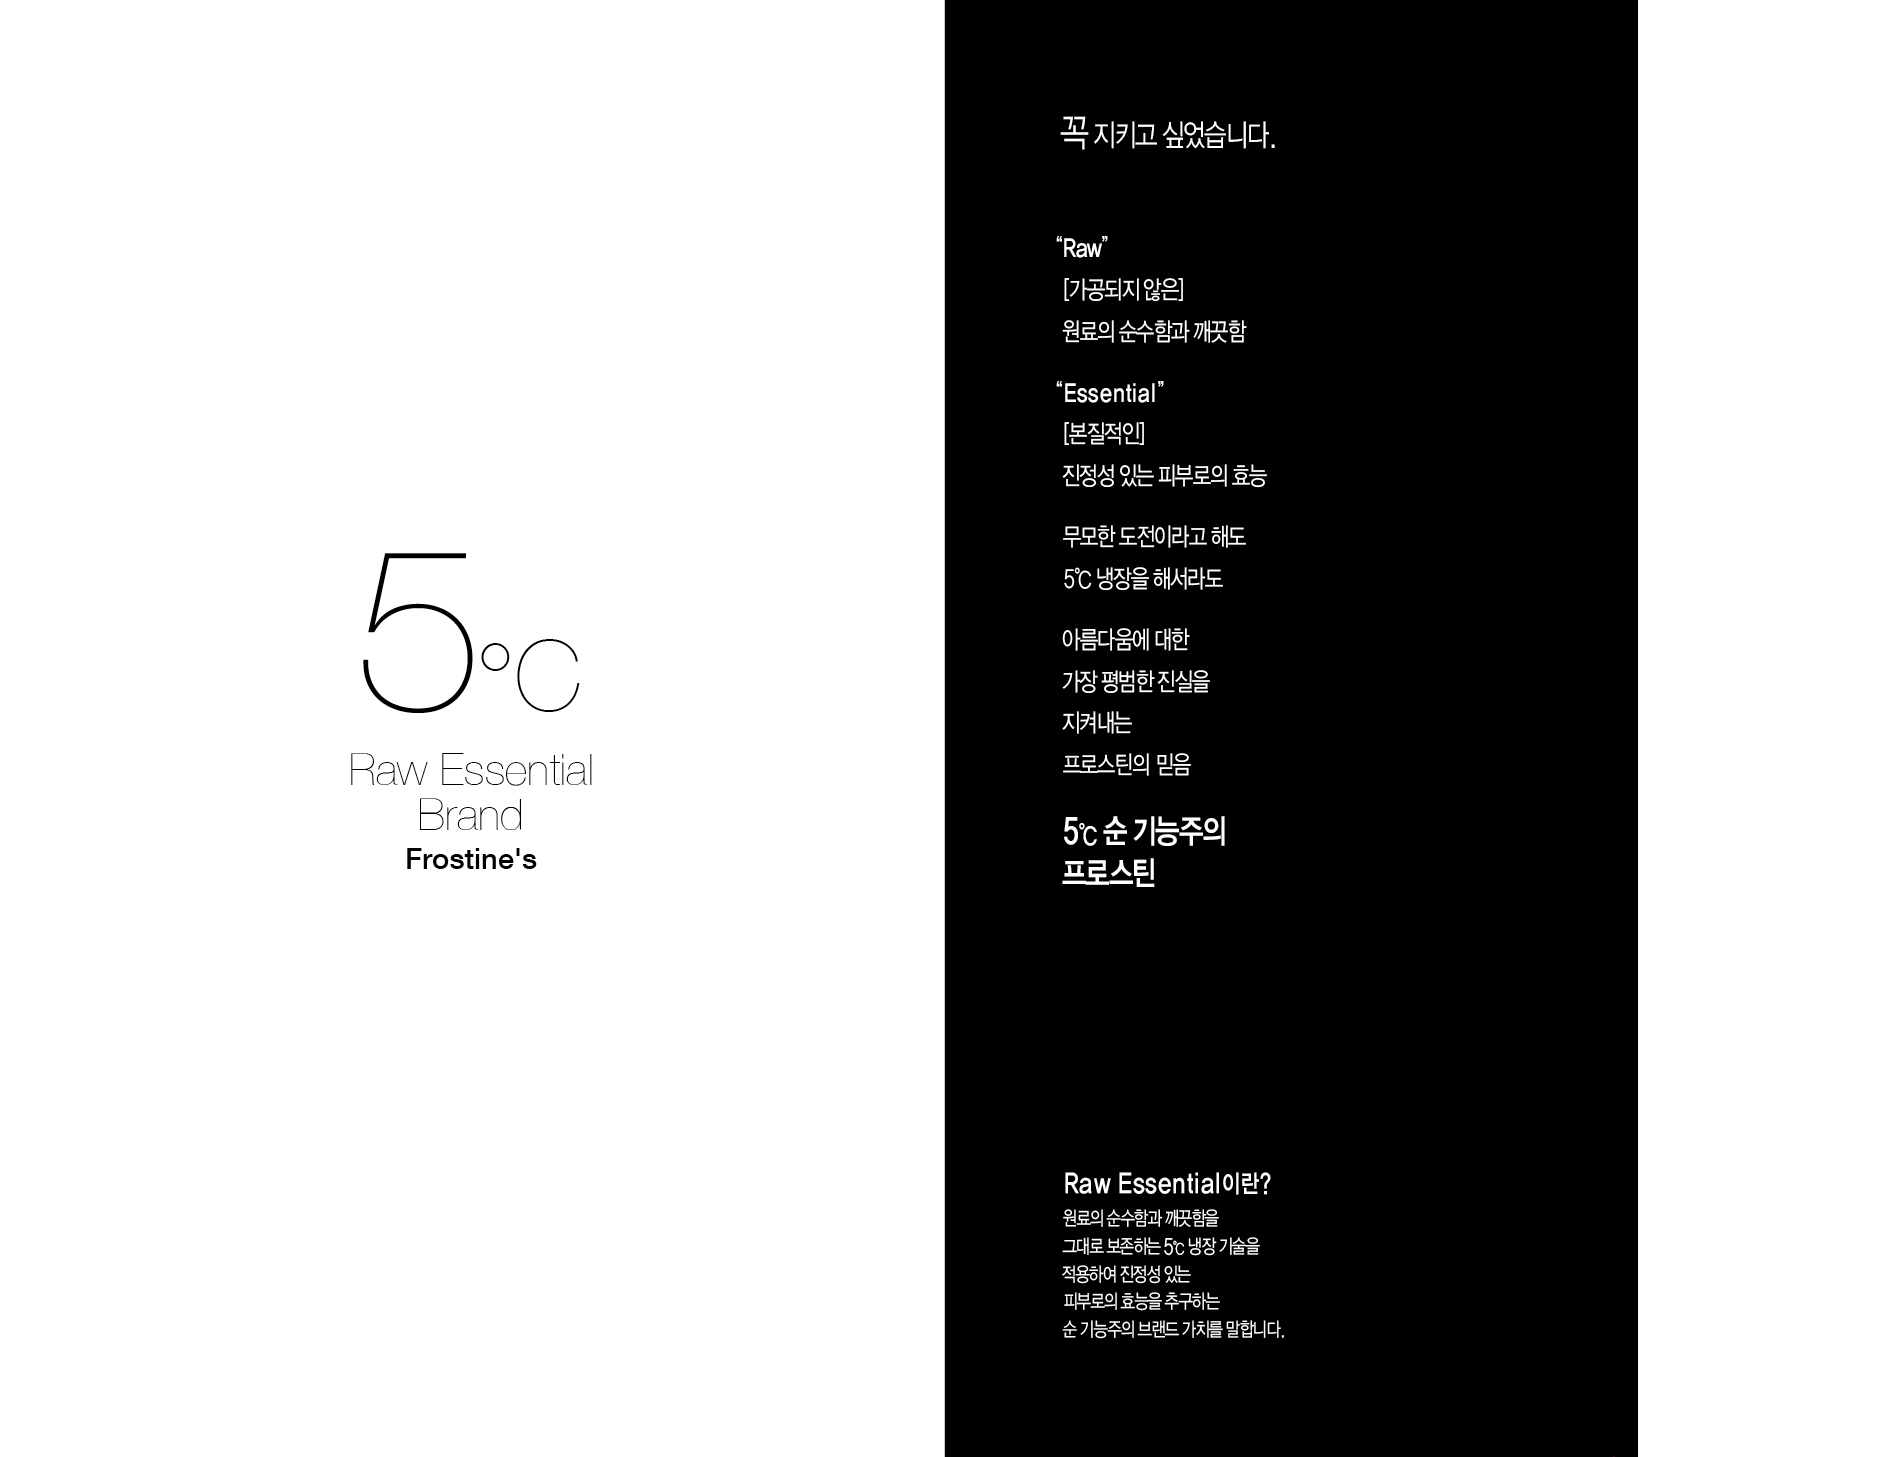 5°C
Raw Essential
Brand
Frostine's
꼭 지키고 싶었습니다.
“Raw”
[가공되지 않은]
원료의 순수함과 깨끗함
“Essential”
[본질적인]
진정성 있는 피부로의 효능
무모한 도전이라고 해도
5℃ 냉장을 해서라도
아름다움에 대한
가장 평범한 진실을
지켜내는
프로스틴의 믿음
5℃ 순 기능주의
프로스틴
Raw Essential이란?
원료의 순수함과 깨끗함을
그대로 보존하는 5℃ 냉장 기술을
적용하여 진정성 있는
피부로의 효능을 추구하는
순 기능주의 브랜드 가치를 말합니다.